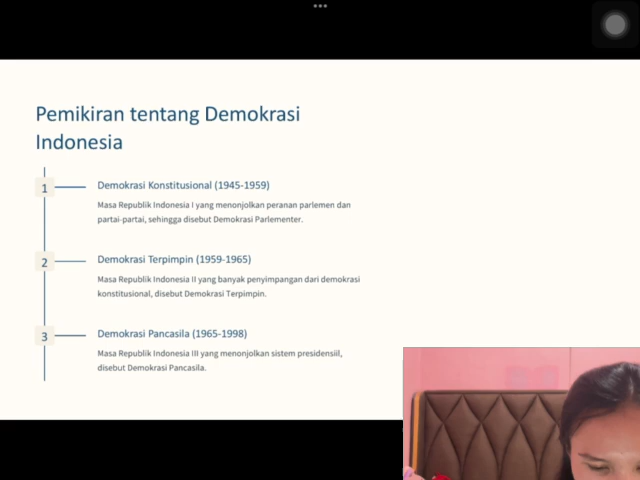 Pemikiran tentang Demokrasi
Indonesia
1
Demokrasi Konstitusional (1945-1959)
Masa Republik Indonesia I yang menonjolkan peranan parlemen dan
partai-partai, sehingga disebut Demokrasi Parlementer.
2
Demokrasi Terpimpin (1959-1965)
Masa Republik Indonesia II yang banyak penyimpangan dari demokrasi
konstitusional, disebut Demokrasi Terpimpin.
3
Demokrasi Pancasila (1965-1998)
Masa Republik Indonesia III yang menonjolkan sistem presidensiil,
disebut Demokrasi Pancasila.